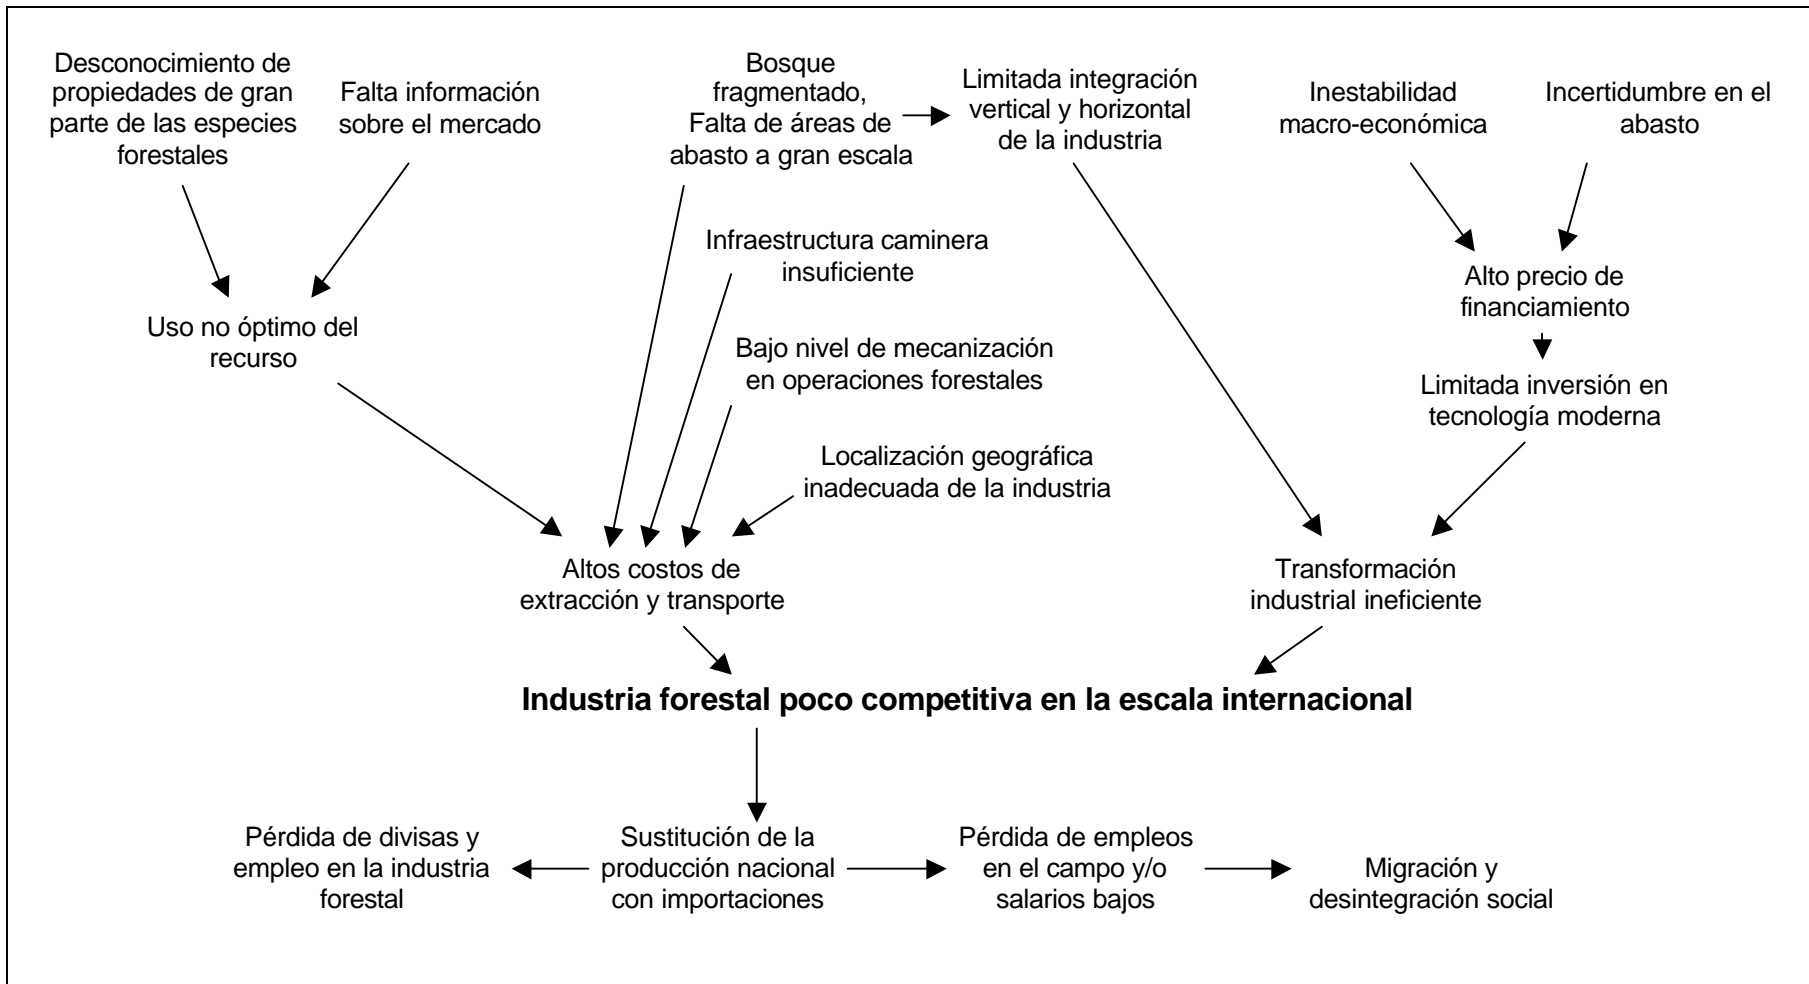 Desconocimiento de
propiedades de gran
parte de las especies
forestales
Falta información
sobre el mercado
Bosque
fragmentado,
Falta de áreas de
abasto a gran escala
Limitada integración
vertical y horizontal
de la industria
Inestabilidad
macro-económica
Incertidumbre en el
abasto
Infraestructura caminera
insuficiente
Alto precio de
financiamiento
Uso no óptimo del
recurso
Bajo nivel de mecanización
en operaciones forestales
Limitada inversión en
tecnología moderna
Localización geográfica
inadecuada de la industria
Altos costos de
extracción y transporte
Transformación
industrial ineficiente
Industria forestal poco competitiva en la escala internacional
Pérdida de divisas y
empleo en la industria
forestal
Sustitución de la
producción nacional
con importaciones
Pérdida de empleos
en el campo y/o
salarios bajos
Migración y
desintegración social